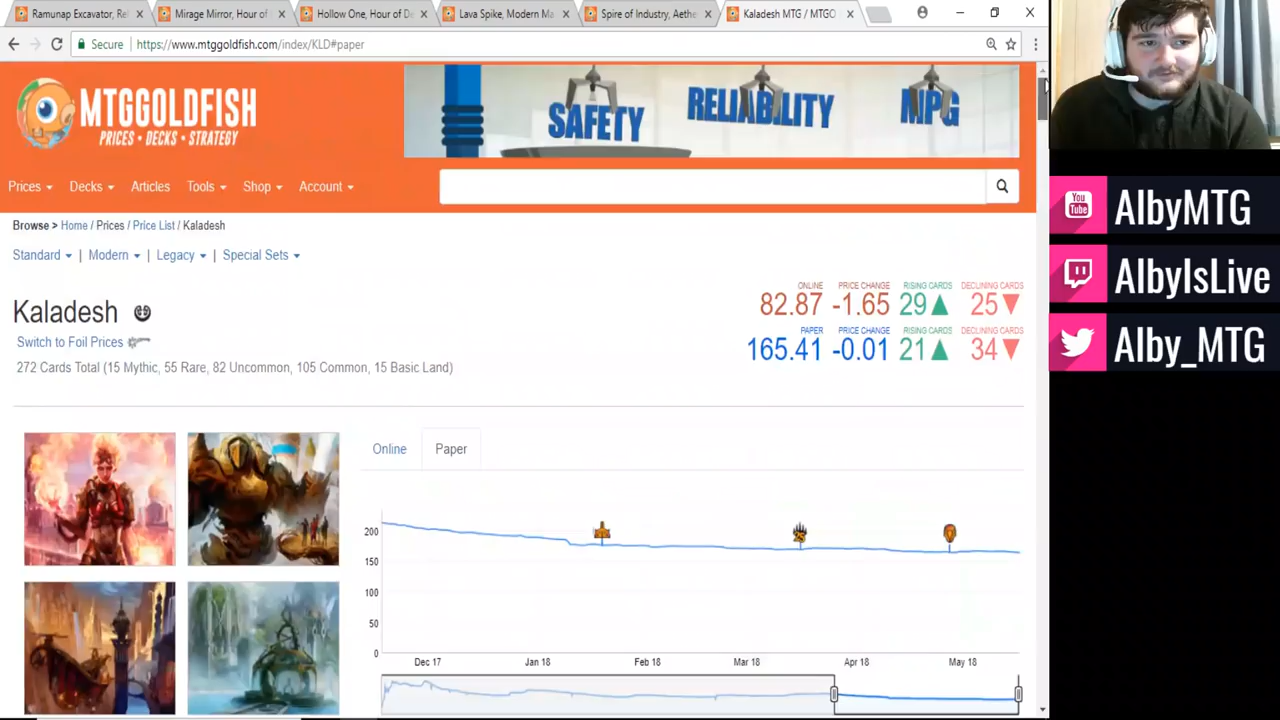 Ramunap Excavator, Rel
Mirage Mirror, Hour of
Hollow One, Hour of De
Lava Spike, Modern Ma
Spire of Industry, Aethe
Kaladesh MTG / MTGO
Secure
https://www.mtggoldfish.com/index/KLD#paper
MTGGOLDFISH
PRICES • DECKS • STRATEGY
SAFETY RELIABILITY MPG
Prices Decks Articles Tools Shop Account
Browse > Home / Prices / Price List / Kaladesh
Standard | Modern | Legacy | Special Sets
Kaladesh
Switch to Foil Prices
272 Cards Total (15 Mythic, 55 Rare, 82 Uncommon, 105 Common, 15 Basic Land)
ONLINE PRICE CHANGE RISING CARDS DECLINING CARDS
82.87 -1.65 29 25
PAPER PRICE CHANGE RISING CARDS DECLINING CARDS
165.41 -0.01 21 34
Online Paper
200
150
100
50
0
Dec 17 Jan 18 Feb 18 Mar 18 Apr 18 May 18
You Tube AlbyMTG
AlbyIsLive
Alby_MTG